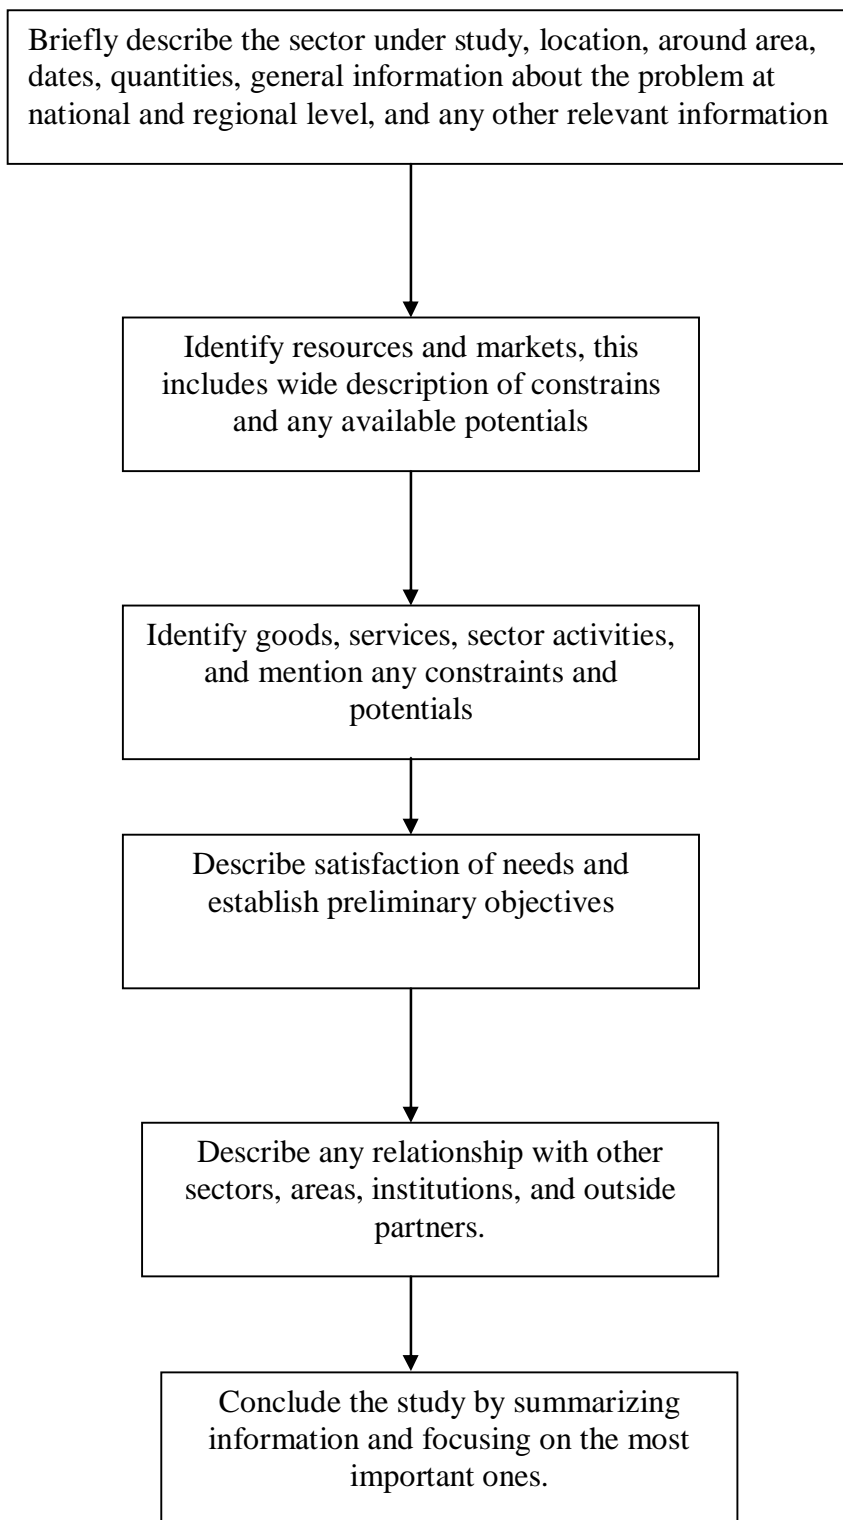 Briefly describe the sector under study, location, around area,
dates, quantities, general information about the problem at
national and regional level, and any other relevant information
Identify resources and markets, this
includes wide description of constrains
and any available potentials
Identify goods, services, sector activities,
and mention any constraints and
potentials
Describe satisfaction of needs and
establish preliminary objectives
Describe any relationship with other
sectors, areas, institutions, and outside
partners.
Conclude the study by summarizing
information and focusing on the most
important ones.